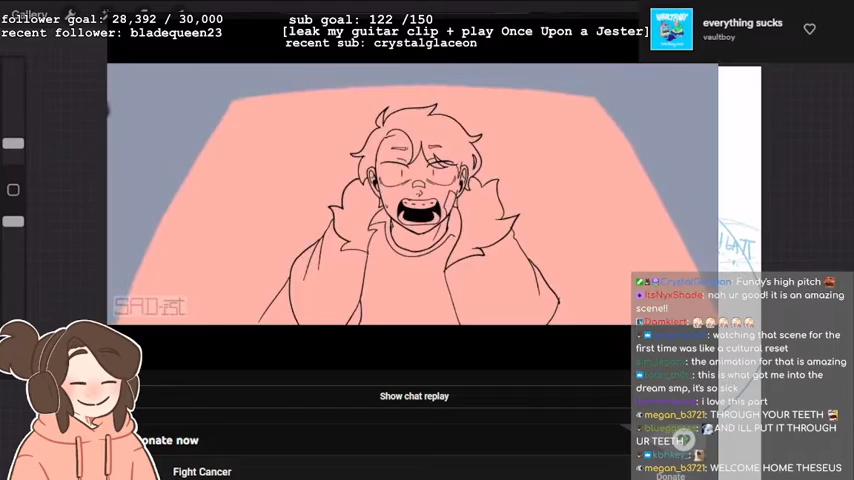 Gallery
follower goal: 28,392 / 30,000
recent follower: bladequeen23
sub goal: 122 /150
[leak my guitar clip + play Once Upon a Jester]
recent sub: crystalglaceon
everything sucks
vaultboy
SAD-ist
Fundy's high pitch
ItsNyxShade: nah ur good! it is an amazing
scene!!
watching that scene for the
first time was like a cultural reset
the animation for that is amazing
this is what got me into the
dream smp, it's so sick
i love this part
megan_b3721: THROUGH YOUR TEETH
AND ILL PUT IT THROUGH
UR TEETH
megan_b3721: WELCOME HOME THESEUS
Show chat replay
onate now
Fight Cancer
Donate